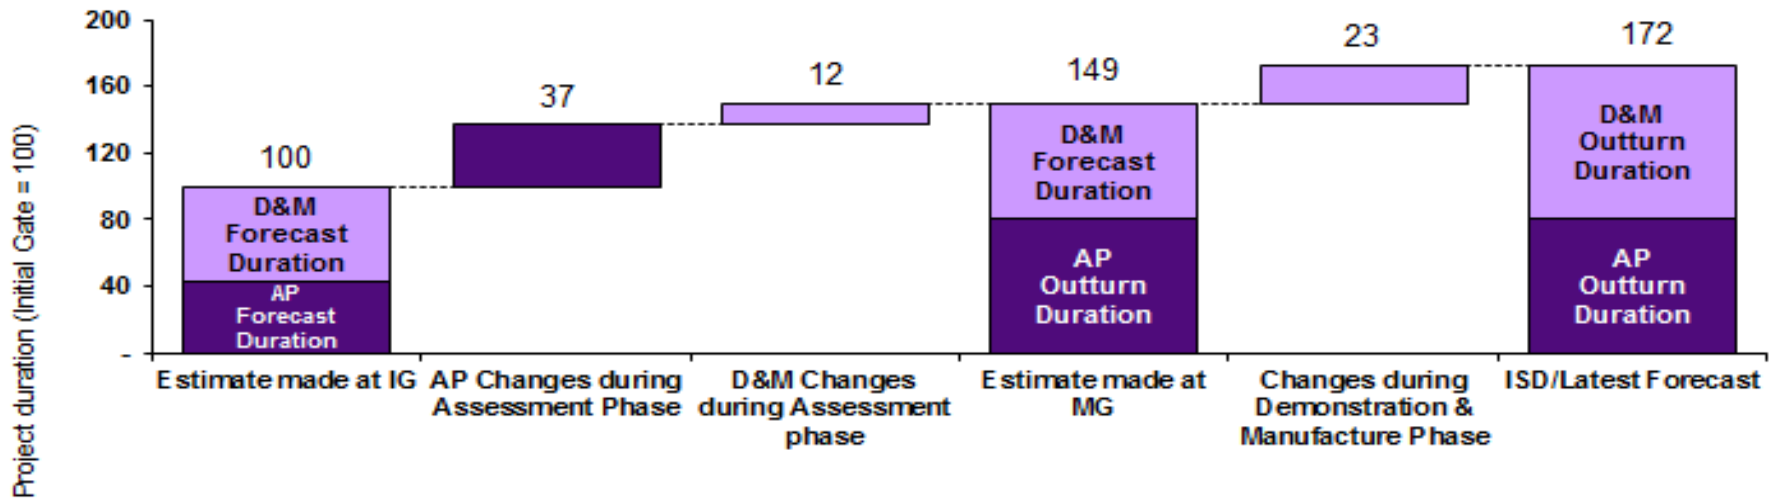 Project duration (Initial Gate = 100)
200
160
120
80
40
-
100
37
12
149
23
172
D&M
Forecast
Duration
AP
Forecast
Duration
D&M
Forecast
Duration
AP
Outturn
Duration
D&M
Outturn
Duration
AP
Outturn
Duration
Estimate made at IG
AP Changes during
Assessment Phase
D&M Changes
during Assessment
phase
Estimate made at
MG
Changes during
Demonstration &
Manufacture Phase
ISD/Latest Forecast